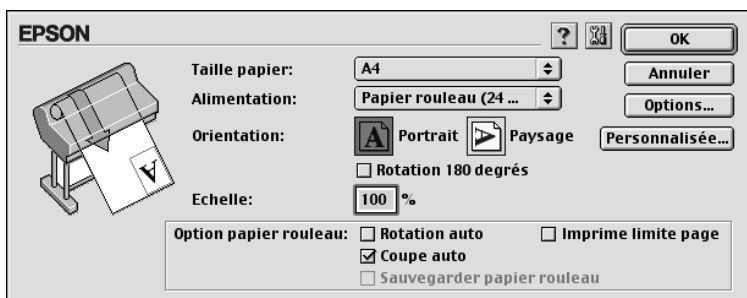 EPSON
? OK
Taille papier: A4 Annuler
Alimentation: Papier rouleau (24 ... Options...
Orientation: A Portrait A Paysage Personnalisée...
Rotation 180 degrés
Echelle: 100 %
Option papier rouleau: Rotation auto Imprime limite page
Coupe auto
Sauvegarder papier rouleau
A